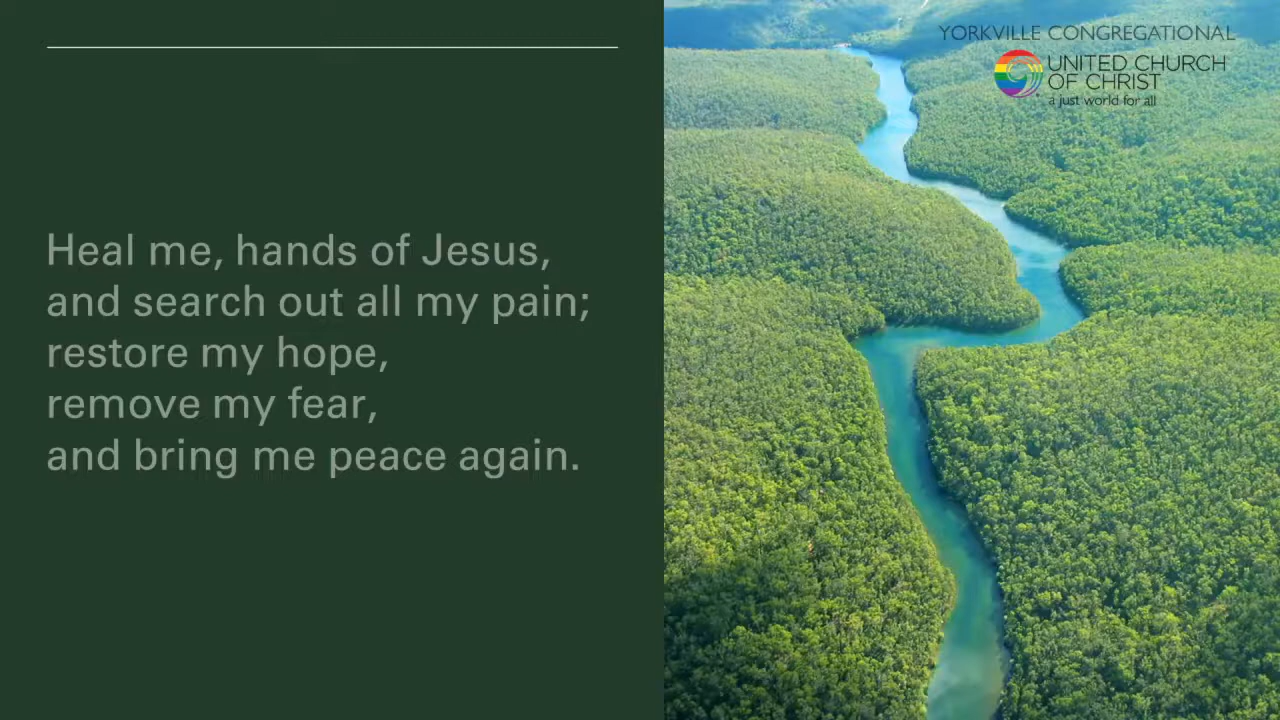 YORKVILLE CONGREGATIONAL
UNITED CHURCH
OF CHRIST
a just world for all
Heal me, hands of Jesus,
and search out all my pain;
restore my hope,
remove my fear,
and bring me peace again.